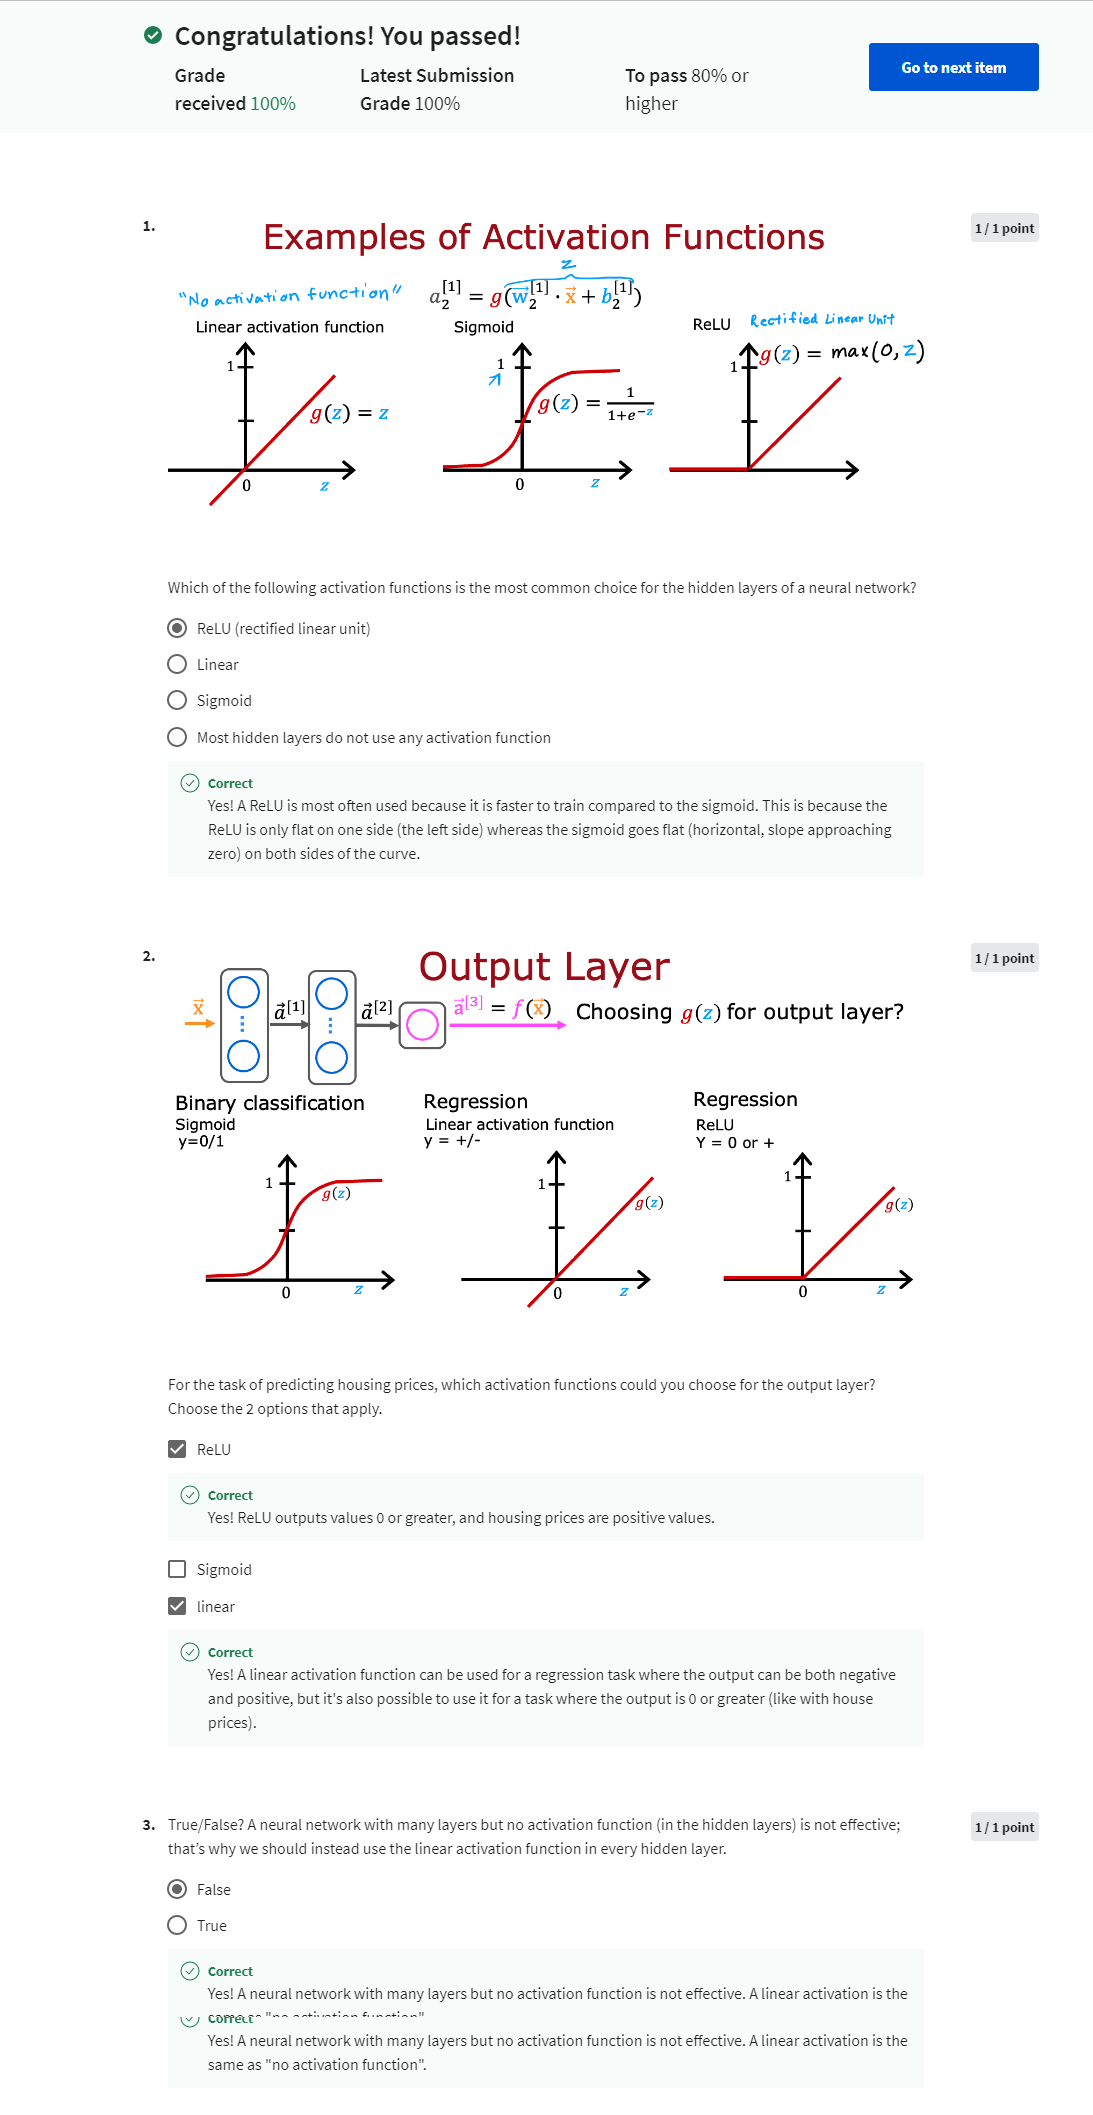 Congratulations! You passed!
Grade received 100%
Latest Submission Grade 100%
To pass 80% or higher
Go to next item
1.
1 / 1 point
Examples of Activation Functions
z
"No activation function"
a₂^[1] = g(w⃗₂^[1] · x⃗ + b₂^[1])
Linear activation function
Sigmoid
ReLU
Rectified Linear Unit
1
g(z) = z
0
z
1
g(z) = 1/(1+e^−z)
0
z
1
g(z) = max(0, z)
Which of the following activation functions is the most common choice for the hidden layers of a neural network?
ReLU (rectified linear unit)
Linear
Sigmoid
Most hidden layers do not use any activation function
Correct
Yes! A ReLU is most often used because it is faster to train compared to the sigmoid. This is because the
ReLU is only flat on one side (the left side) whereas the sigmoid goes flat (horizontal, slope approaching
zero) on both sides of the curve.
2.
1 / 1 point
Output Layer
x⃗
a⃗^[1]
a⃗^[2]
a⃗^[3] = f(x⃗)
Choosing g(z) for output layer?
Binary classification
Sigmoid
y=0/1
1
g(z)
0
z
Regression
Linear activation function
y = +/-
1
g(z)
0
z
Regression
ReLU
Y = 0 or +
1
g(z)
0
z
For the task of predicting housing prices, which activation functions could you choose for the output layer?
Choose the 2 options that apply.
ReLU
Correct
Yes! ReLU outputs values 0 or greater, and housing prices are positive values.
Sigmoid
linear
Correct
Yes! A linear activation function can be used for a regression task where the output can be both negative
and positive, but it's also possible to use it for a task where the output is 0 or greater (like with house
prices).
3.
1 / 1 point
True/False? A neural network with many layers but no activation function (in the hidden layers) is not effective;
that's why we should instead use the linear activation function in every hidden layer.
False
True
Correct
Yes! A neural network with many layers but no activation function is not effective. A linear activation is the
same as "no activation function"
Correct
Yes! A neural network with many layers but no activation function is not effective. A linear activation is the
same as "no activation function".